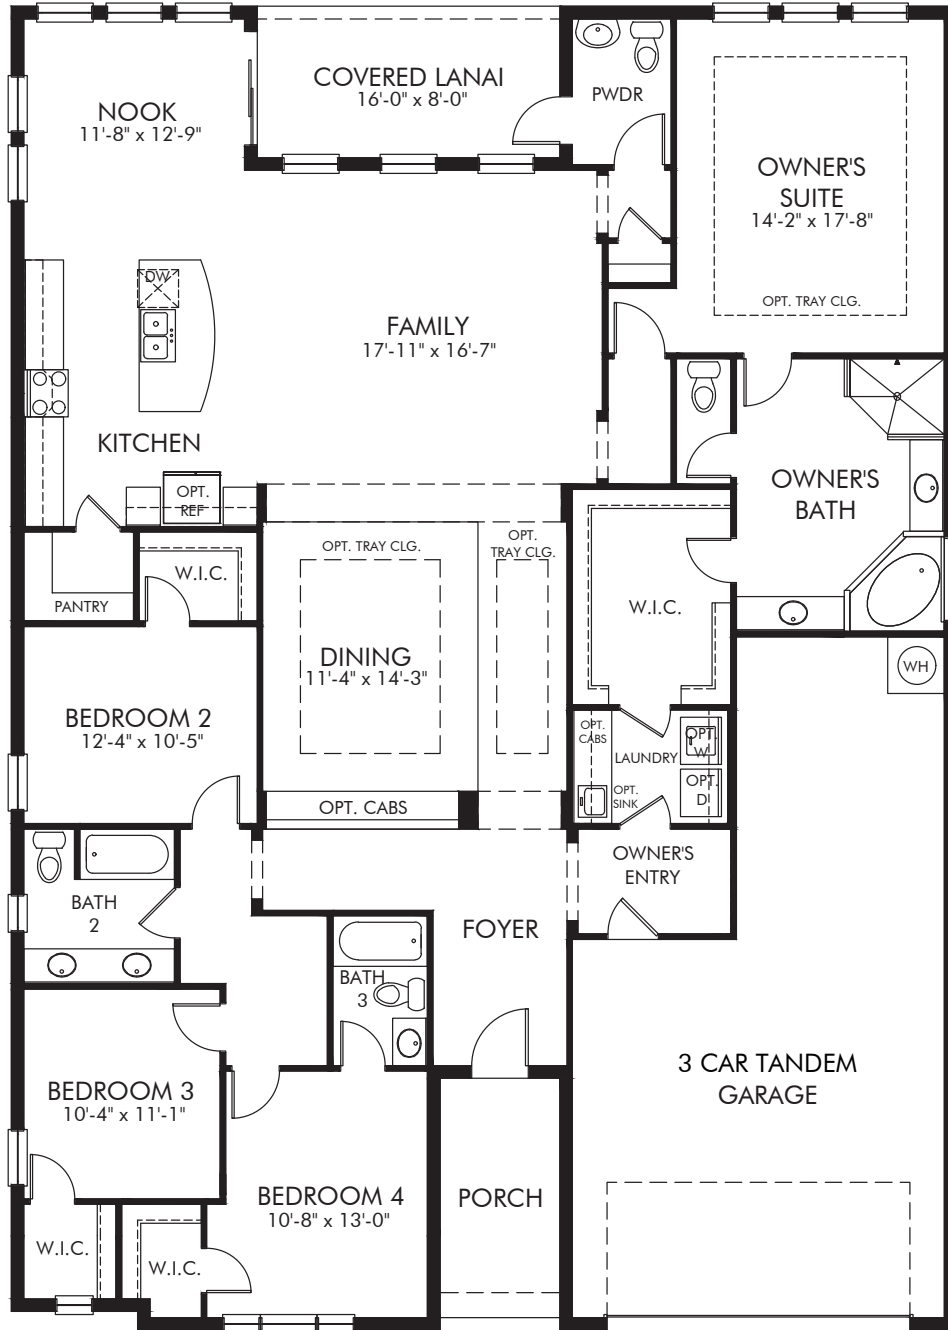 COVERED LANAI
16'-0" x 8'-0"
PWDR
NOOK
11'-8" x 12'-9"
OWNER'S
SUITE
14'-2" x 17'-8"
OPT. TRAY CLG.
DW
FAMILY
17'-11" x 16'-7"
KITCHEN
OPT.
REF
OWNER'S
BATH
OPT. TRAY CLG.
OPT.
TRAY CLG.
W.I.C.
PANTRY
W.I.C.
DINING
11'-4" x 14'-3"
WH
BEDROOM 2
12'-4" x 10'-5"
OPT.
CABS
LAUNDRY
OPT.
W
OPT.
SINK
OPT.
D
OPT. CABS
OWNER'S
ENTRY
BATH
2
FOYER
BATH
3
3 CAR TANDEM
GARAGE
BEDROOM 3
10'-4" x 11'-1"
BEDROOM 4
10'-8" x 13'-0"
PORCH
W.I.C.
W.I.C.